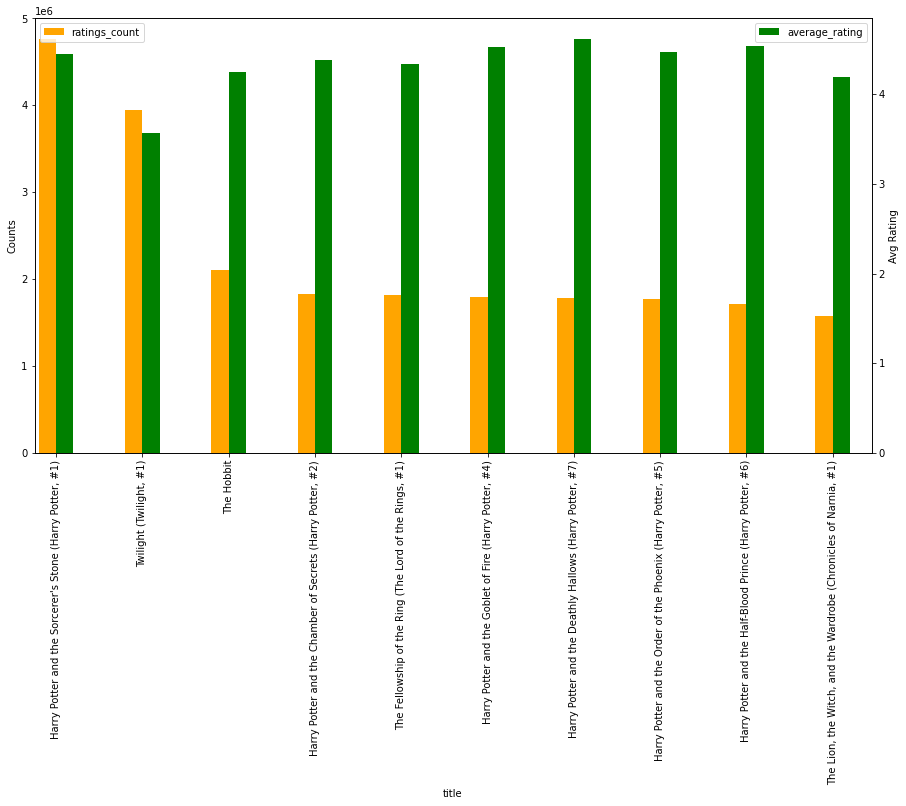 1e6
ratings_count
average_rating
5
4
3
2
1
0
Counts
4
3
2
1
0
Avg Rating
Harry Potter and the Sorcerer's Stone (Harry Potter, #1)
Twilight (Twilight, #1)
The Hobbit
Harry Potter and the Chamber of Secrets (Harry Potter, #2)
The Fellowship of the Ring (The Lord of the Rings, #1)
Harry Potter and the Goblet of Fire (Harry Potter, #4)
Harry Potter and the Deathly Hallows (Harry Potter, #7)
Harry Potter and the Order of the Phoenix (Harry Potter, #5)
Harry Potter and the Half-Blood Prince (Harry Potter, #6)
The Lion, the Witch, and the Wardrobe (Chronicles of Narnia, #1)
title